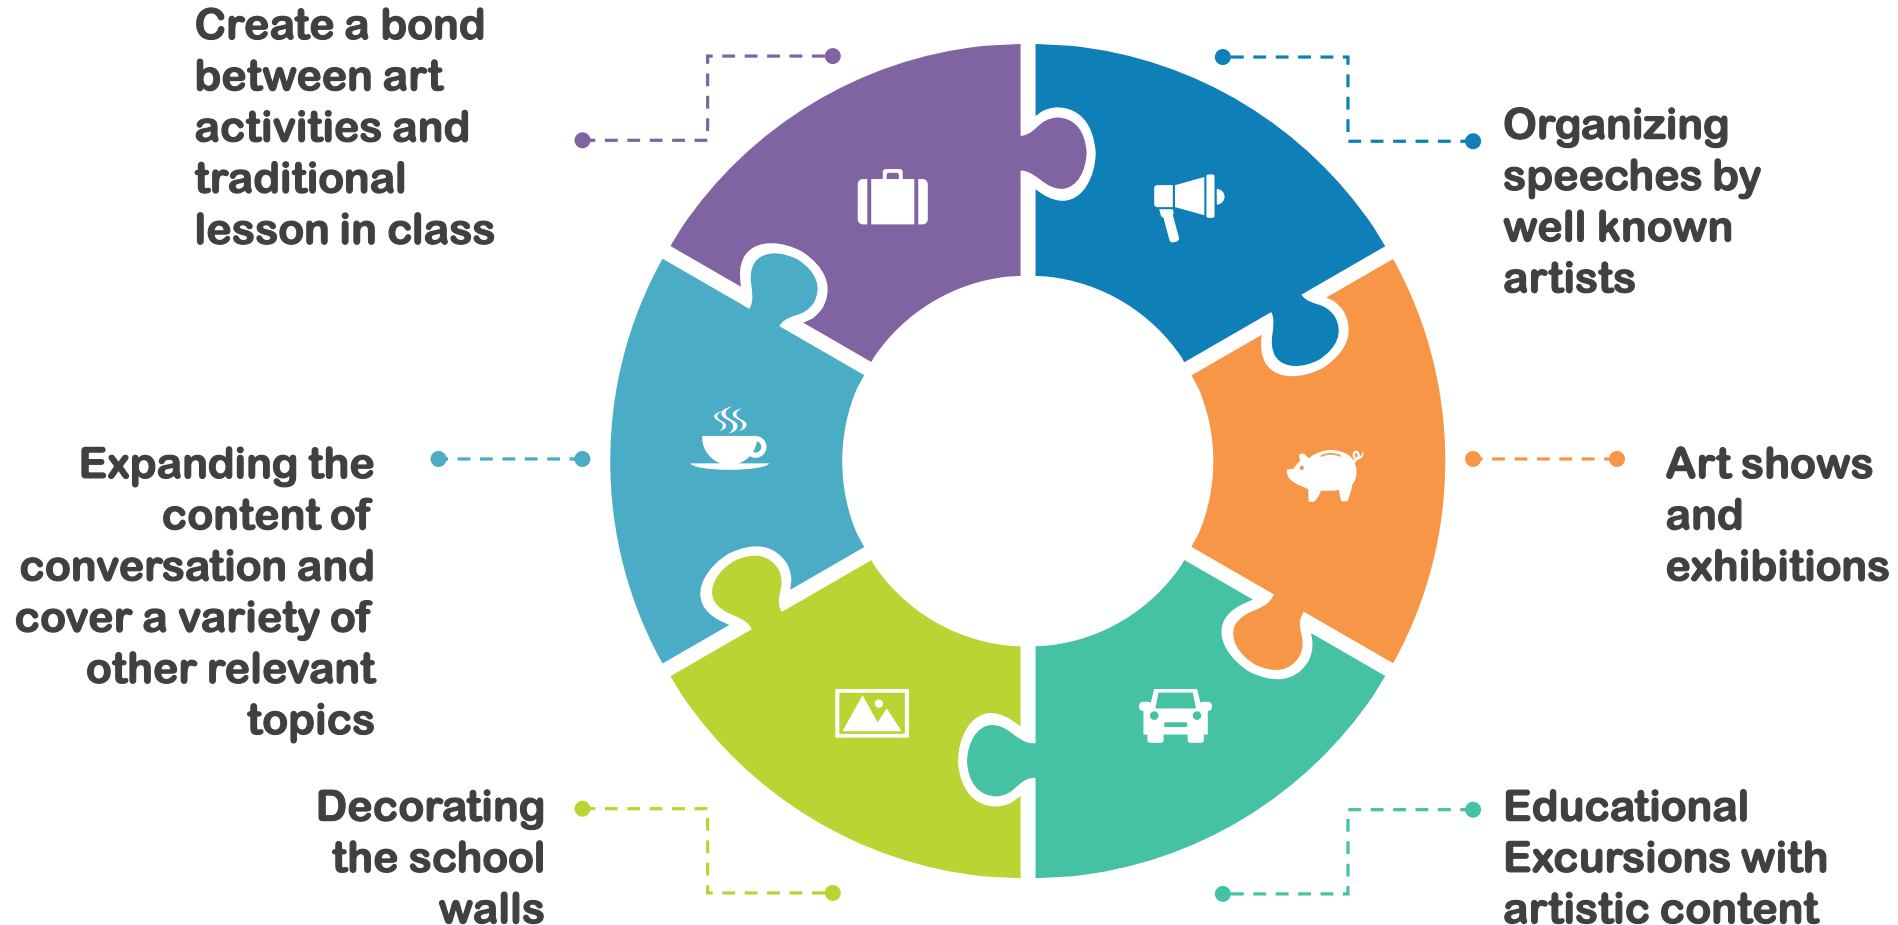 Create a bond
between art
activities and
traditional
lesson in class
Organizing
speeches by
well known
artists
Expanding the
content of
conversation and
cover a variety of
other relevant
topics
Art shows
and
exhibitions
Decorating
the school
walls
Educational
Excursions with
artistic content